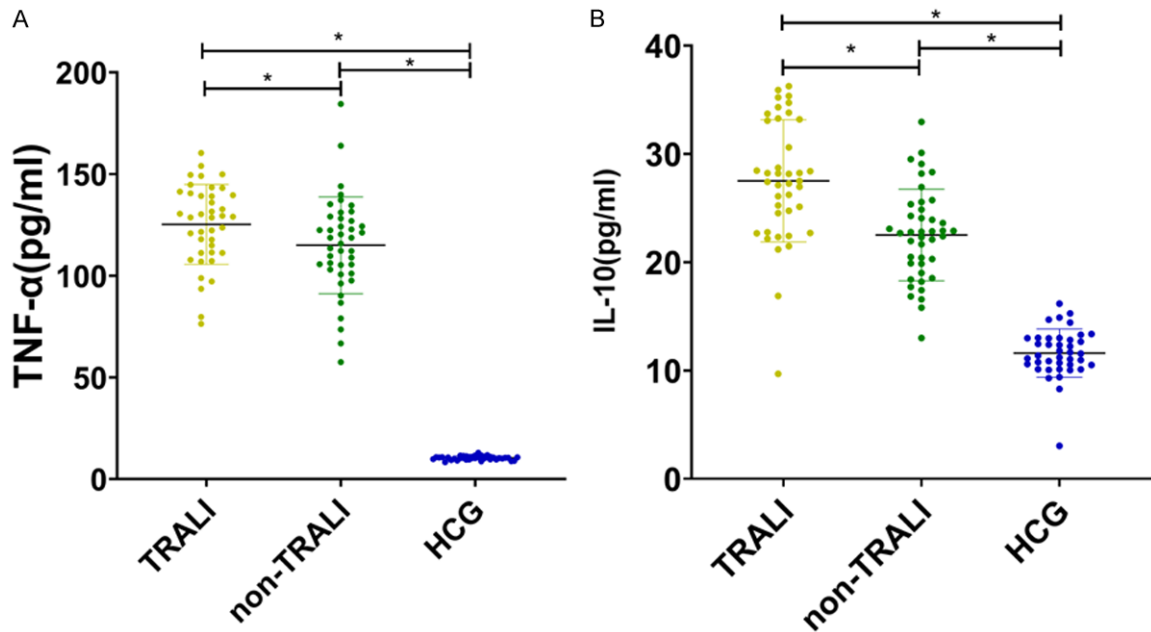 A
*
*
*
200
150
100
50
0
TNF-α(pg/ml)
TRALI
non-TRALI
HCG
B
*
*
*
40
30
20
10
0
IL-10(pg/ml)
TRALI
non-TRALI
HCG